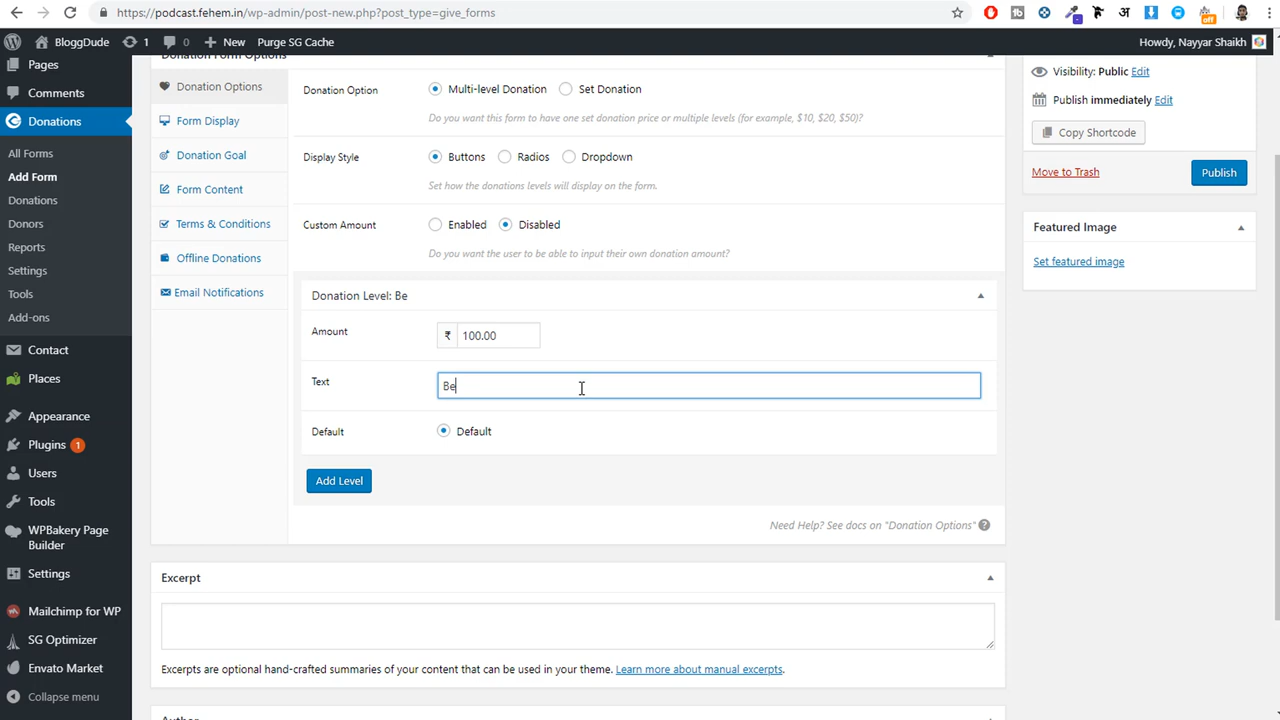 https://podcast.fehem.in/wp-admin/post-new.php?post_type=give_forms
BloggDude
1
0
New
Purge SG Cache
Howdy, Nayyar Shaikh
Pages
Comments
Donations
All Forms
Add Form
Donations
Donors
Reports
Settings
Tools
Add-ons
Contact
Places
Appearance
Plugins 1
Users
Tools
WPBakery Page
Builder
Settings
Mailchimp for WP
SG Optimizer
Envato Market
Collapse menu
Donation Form Options
Donation Options
Form Display
Donation Goal
Form Content
Terms & Conditions
Offline Donations
Email Notifications
Donation Option
Multi-level Donation
Set Donation
Do you want this form to have one set donation price or multiple levels (for example, $10, $20, $50)?
Display Style
Buttons
Radios
Dropdown
Set how the donations levels will display on the form.
Custom Amount
Enabled
Disabled
Do you want the user to be able to input their own donation amount?
Donation Level: Be
Amount
₹ 100.00
Text
Be
Default
Default
Add Level
Need Help? See docs on "Donation Options"
Excerpt
Excerpts are optional hand-crafted summaries of your content that can be used in your theme. Learn more about manual excerpts.
Author
Visibility: Public Edit
Publish immediately Edit
Copy Shortcode
Move to Trash
Publish
Featured Image
Set featured image